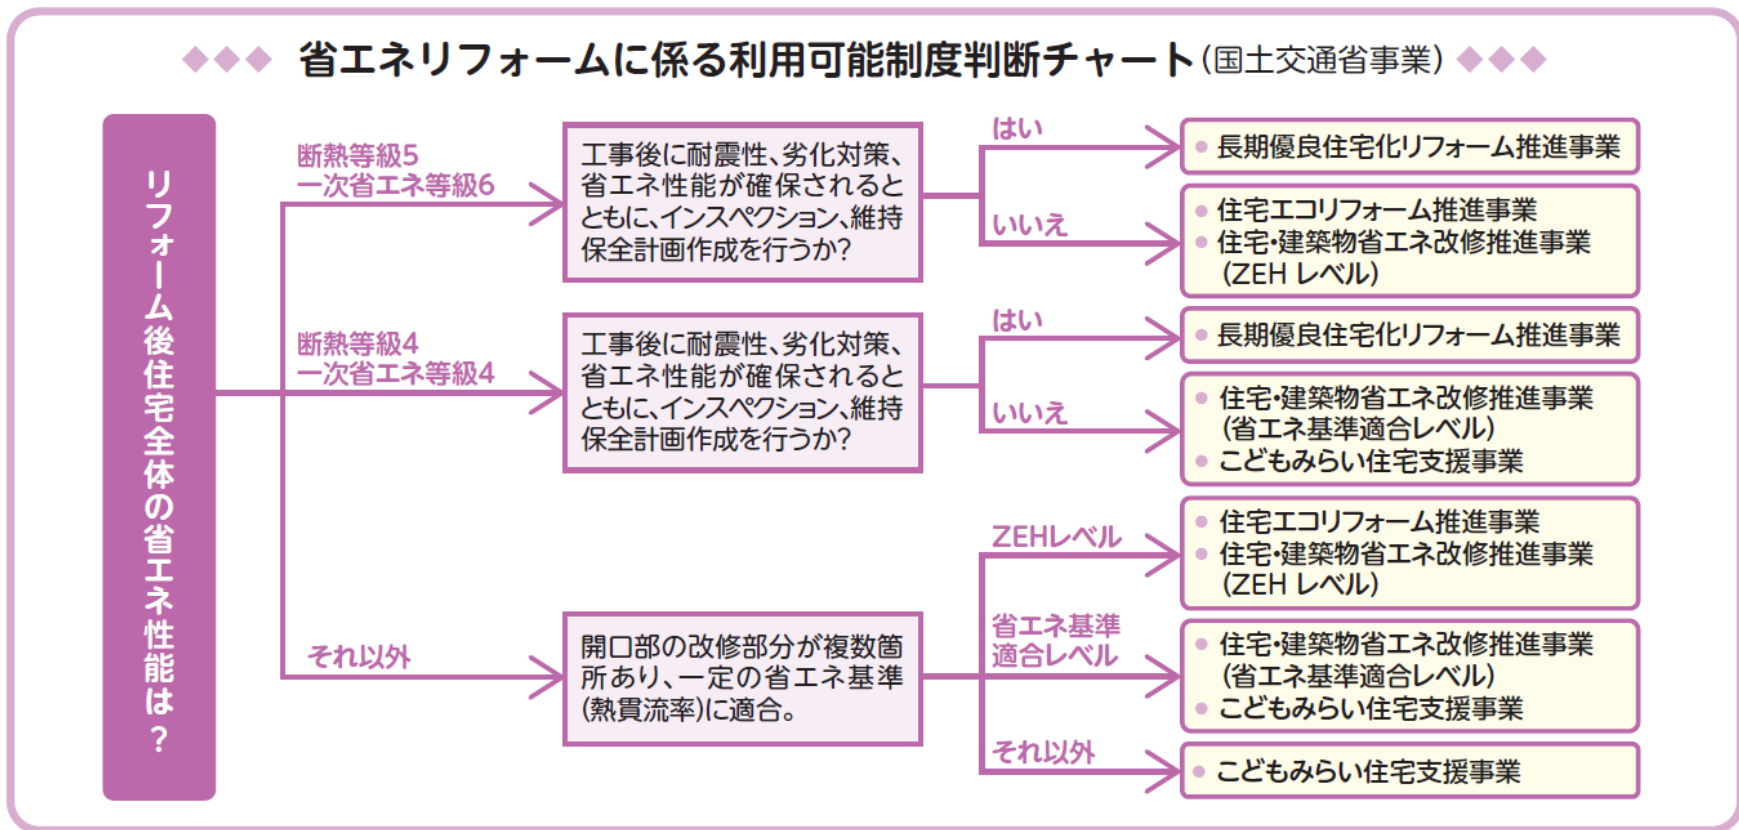 省エネリフォームに係る利用可能制度判断チャート(国土交通省事業)
リフォーム後住宅全体の省エネ性能は?
断熱等級5
一次省エネ等級6
工事後に耐震性、劣化対策、
省エネ性能が確保されると
ともに、インスペクション、維持
保全計画作成を行うか?
はい
・長期優良住宅化リフォーム推進事業
いいえ
・住宅エコリフォーム推進事業
・住宅・建築物省エネ改修推進事業
(ZEH レベル)
断熱等級4
一次省エネ等級4
工事後に耐震性、劣化対策、
省エネ性能が確保されると
ともに、インスペクション、維持
保全計画作成を行うか?
はい
・長期優良住宅化リフォーム推進事業
いいえ
・住宅・建築物省エネ改修推進事業
(省エネ基準適合レベル)
・こどもみらい住宅支援事業
それ以外
開口部の改修部分が複数箇
所あり、一定の省エネ基準
(熱貫流率)に適合。
ZEHレベル
・住宅エコリフォーム推進事業
・住宅・建築物省エネ改修推進事業
(ZEH レベル)
省エネ基準
適合レベル
・住宅・建築物省エネ改修推進事業
(省エネ基準適合レベル)
・こどもみらい住宅支援事業
それ以外
・こどもみらい住宅支援事業